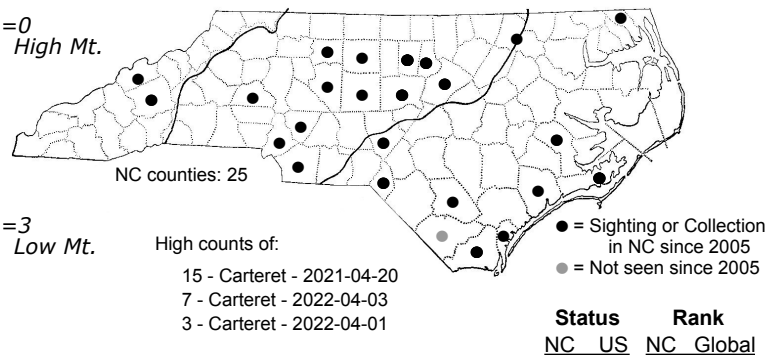 =0
High Mt.
NC counties: 25
=3
Low Mt.
High counts of:
15 - Carteret - 2021-04-20
7 - Carteret - 2022-04-03
3 - Carteret - 2022-04-01
= Sighting or Collection
in NC since 2005
= Not seen since 2005
Status Rank
NC US NC Global